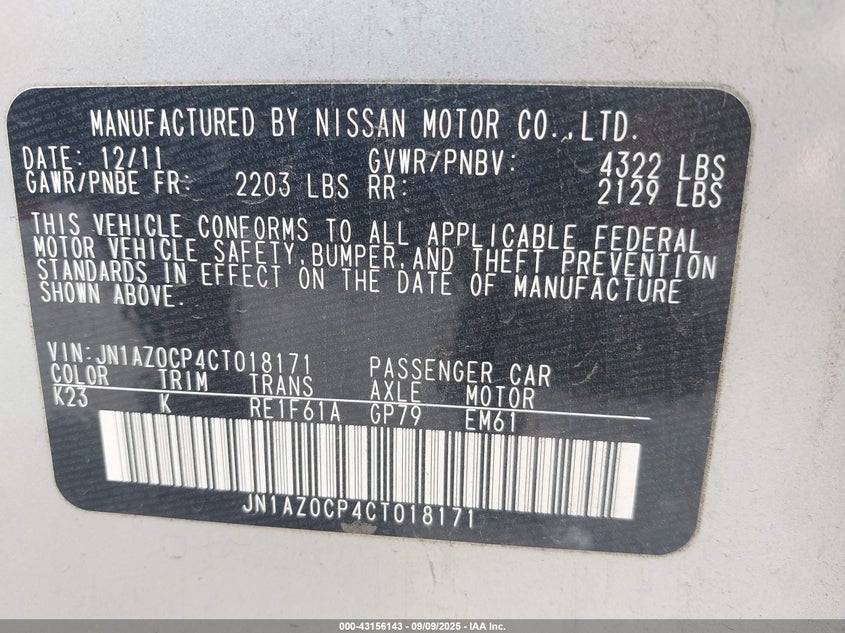 MANUFACTURED BY NISSAN MOTOR CO.,LTD.
DATE: 12/11 GVWR/PNBV: 4322 LBS
GAWR/PNBE FR: 2203 LBS RR: 2129 LBS
THIS VEHICLE CONFORMS TO ALL APPLICABLE FEDERAL
MOTOR VEHICLE SAFETY,BUMPER,AND THEFT PREVENTION
STANDARDS IN EFFECT ON THE DATE OF MANUFACTURE
SHOWN ABOVE.
VIN:JN1AZ0CP4CT018171 PASSENGER CAR
COLOR TRIM TRANS AXLE MOTOR
K23 K RE1F61A GP79 EM61
JN1AZ0CP4CT018171
000-43156143 - 09/09/2025 - IAA Inc.